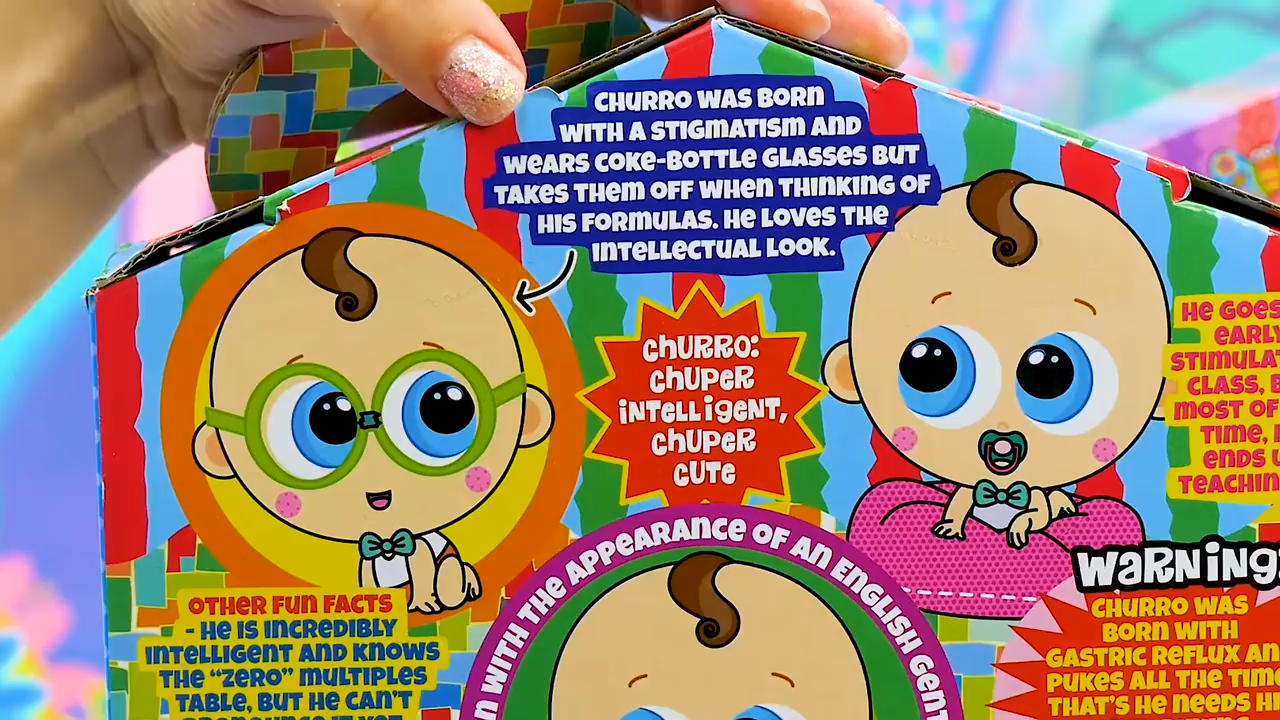 CHURRO WAS BORN
WITH A STIGMATISM AND
WEARS COKE-BOTTLE GLASSES BUT
TAKES THEM OFF WHEN THINKING OF
HIS FORMULAS. HE LOVES THE
INTELLECTUAL LOOK.
CHURRO:
CHUPER
INTELLIGENT,
CHUPER
CUTE
HE GOES
EARLY
CLASS,
MOST OF
TIME,
ENDS
WITH THE APPEARANCE OF AN ENGLISH
OTHER FUN FACTS
- HE IS INCREDIBLY
INTELLIGENT AND KNOWS
THE "ZERO" MULTIPLES
TABLE, BUT HE CAN'T
WARNING:
CHURRO WAS
BORN WITH
GASTRIC REFLUX
PUKES ALL THE TIME
THAT'S HE NEEDS